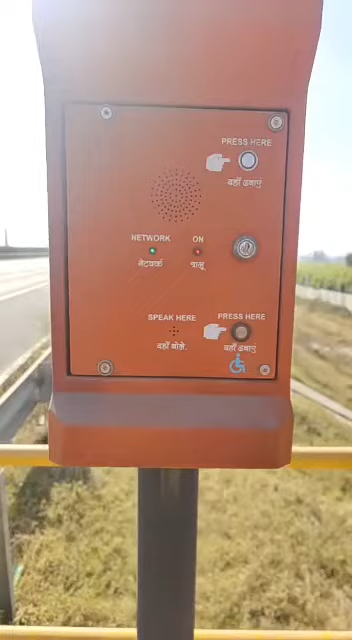 PRESS HERE
यहाँ दबाएं
NETWORK ON
नेटवर्क चालू
SPEAK HERE PRESS HERE
यहाँ बोलें. यहाँ दबाएं